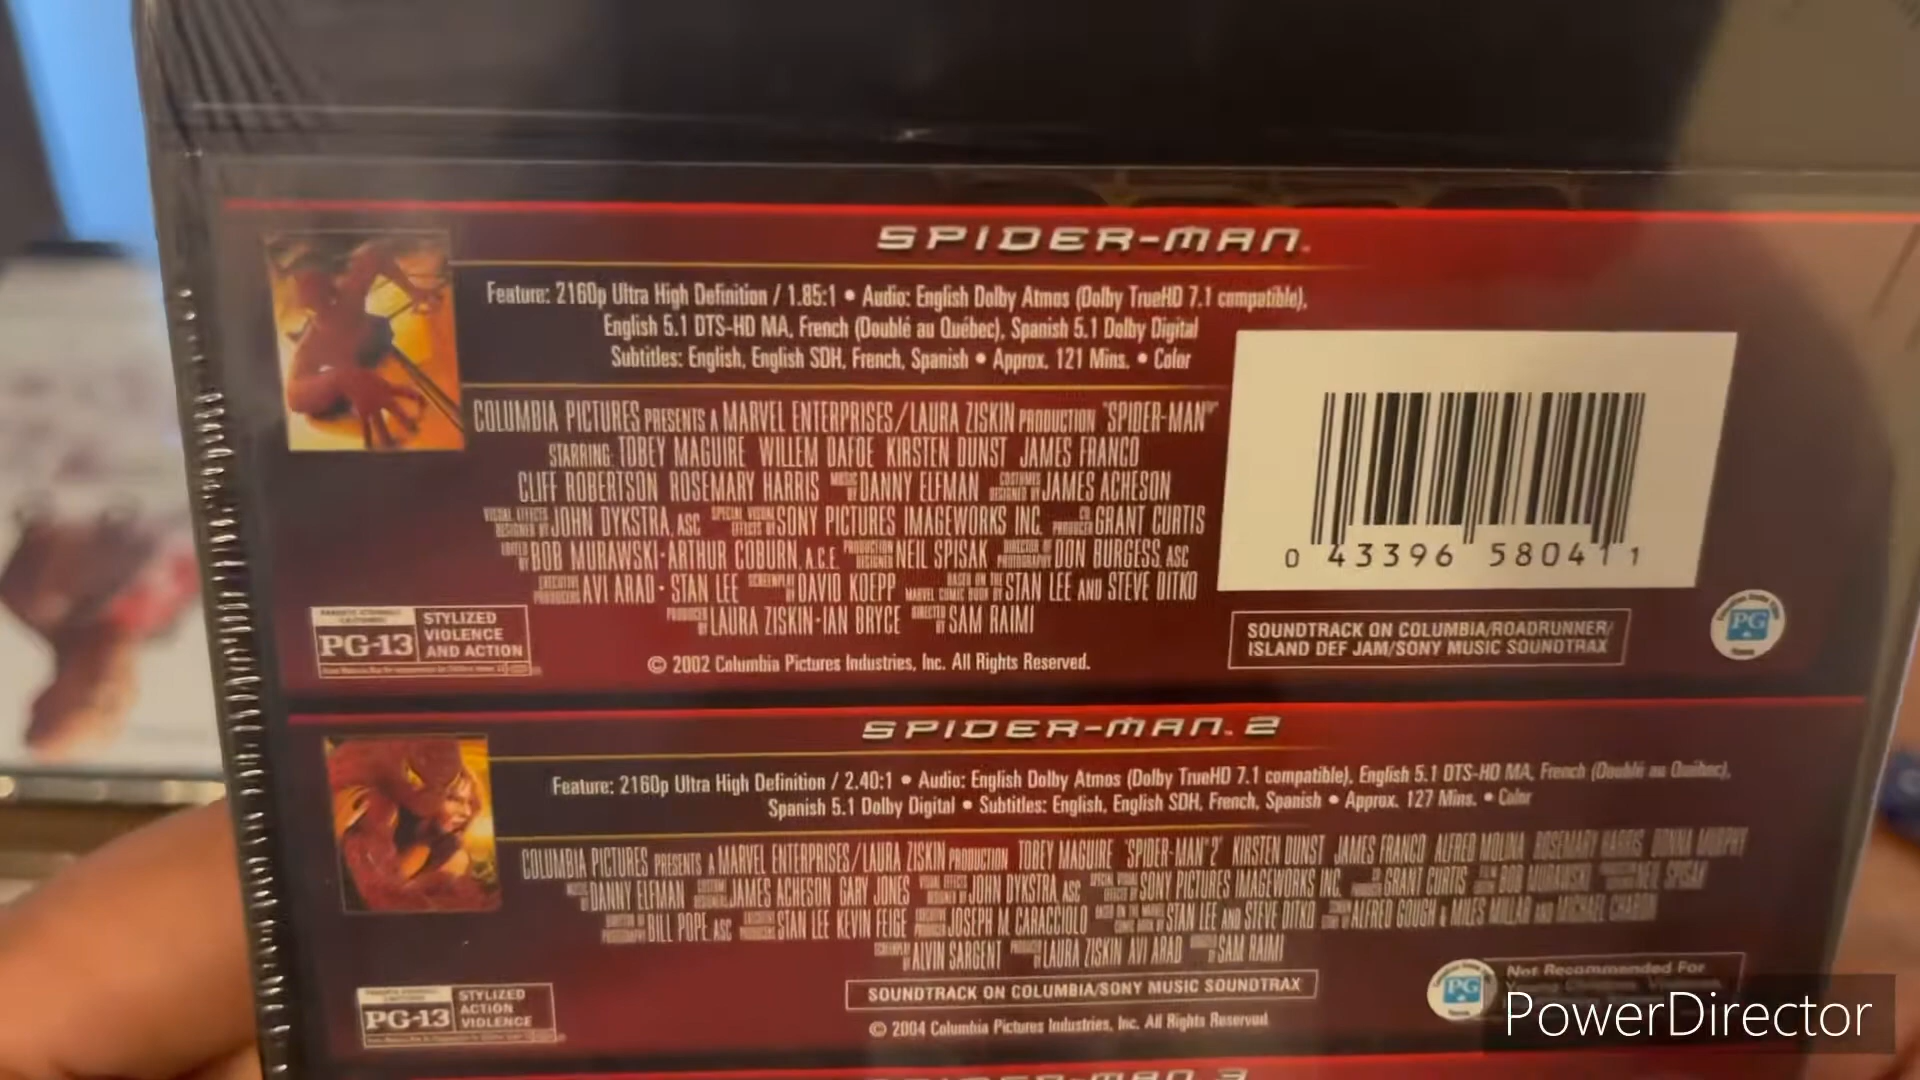 SPIDER-MAN™
Feature: 2160p Ultra High Definition / 1.85:1 • Audio: English Dolby Atmos (Dolby TrueHD 7.1 compatible),
English 5.1 DTS-HD MA, French (Doublé au Québec), Spanish 5.1 Dolby Digital
Subtitles: English, English SDH, French, Spanish • Approx. 121 Mins. • Color
COLUMBIA PICTURES PRESENTS A MARVEL ENTERPRISES/LAURA ZISKIN PRODUCTION "SPIDER-MAN™"
STARRING TOBEY MAGUIRE WILLEM DAFOE KIRSTEN DUNST JAMES FRANCO
CLIFF ROBERTSON ROSEMARY HARRIS MUSIC BY DANNY ELFMAN COSTUMES DESIGNED BY JAMES ACHESON
VISUAL EFFECTS DESIGNED BY JOHN DYKSTRA, ASC SPECIAL VISUAL EFFECTS BY SONY PICTURES IMAGEWORKS INC. CO PRODUCER GRANT CURTIS
EDITED BY BOB MURAWSKI • ARTHUR COBURN, A.C.E. PRODUCTION DESIGNER NEIL SPISAK DIRECTOR OF PHOTOGRAPHY DON BURGESS, ASC
EXECUTIVE PRODUCERS AVI ARAD • STAN LEE SCREENPLAY BY DAVID KOEPP BASED ON THE MARVEL COMIC BOOK BY STAN LEE AND STEVE DITKO
PRODUCED BY LAURA ZISKIN • IAN BRYCE DIRECTED BY SAM RAIMI
© 2002 Columbia Pictures Industries, Inc. All Rights Reserved.
PG-13
STYLIZED
VIOLENCE
AND ACTION
0 43396 58041 1
SOUNDTRACK ON COLUMBIA/ROADRUNNER/
ISLAND DEF JAM/SONY MUSIC SOUNDTRAX
PG
SPIDER-MAN™ 2
Feature: 2160p Ultra High Definition / 2.40:1 • Audio: English Dolby Atmos (Dolby TrueHD 7.1 compatible), English 5.1 DTS-HD MA, French (Doublé au Québec),
Spanish 5.1 Dolby Digital • Subtitles: English, English SDH, French, Spanish • Approx. 127 Mins. • Color
COLUMBIA PICTURES PRESENTS A MARVEL ENTERPRISES/LAURA ZISKIN PRODUCTION TOBEY MAGUIRE "SPIDER-MAN™ 2" KIRSTEN DUNST JAMES FRANCO ALFRED MOLINA ROSEMARY HARRIS DONNA MURPHY
DANNY ELFMAN JAMES ACHESON GARY JONES JOHN DYKSTRA, ASC SONY PICTURES IMAGEWORKS INC. GRANT CURTIS BOB MURAWSKI NEIL SPISAK
BILL POPE, ASC STAN LEE KEVIN FEIGE JOSEPH M. CARACCIOLO STAN LEE AND STEVE DITKO ALFRED GOUGH & MILES MILLAR AND MICHAEL CHABON
SCREENPLAY BY ALVIN SARGENT LAURA ZISKIN AVI ARAD SAM RAIMI
SOUNDTRACK ON COLUMBIA/SONY MUSIC SOUNDTRAX
© 2004 Columbia Pictures Industries, Inc. All Rights Reserved.
PG-13
STYLIZED
ACTION
VIOLENCE
PG
Not Recommended For
PowerDirector
SPIDER-MAN 3